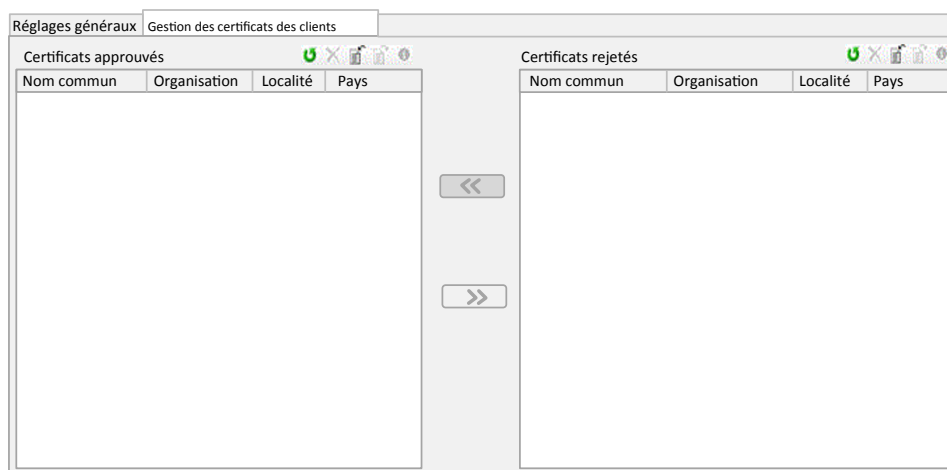 Réglages généraux Gestion des certificats des clients
Certificats approuvés
Nom commun Organisation Localité Pays
<<
>>
Certificats rejetés
Nom commun Organisation Localité Pays